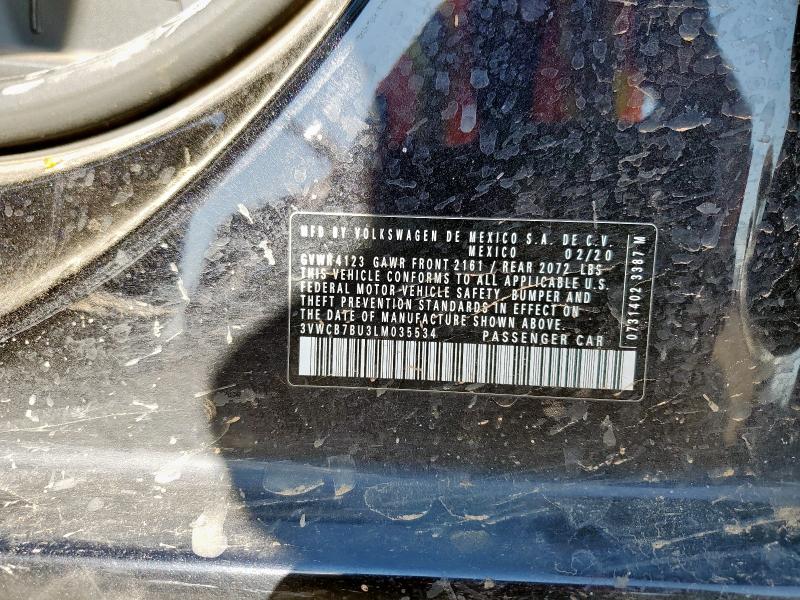 MFD BY VOLKSWAGEN DE MEXICO S.A. DE C.V.
MEXICO 02/20
GVWR4123 GAWR FRONT 2161 / REAR 2072 LBS
THIS VEHICLE CONFORMS TO ALL APPLICABLE U.S.
FEDERAL MOTOR-VEHICLE SAFETY, BUMPER AND
THEFT PREVENTION STANDARDS IN EFFECT ON
THE DATE OF MANUFACTURE SHOWN ABOVE.
3VWCB7BU3LM035534 PASSENGER CAR
0731402 3387 M